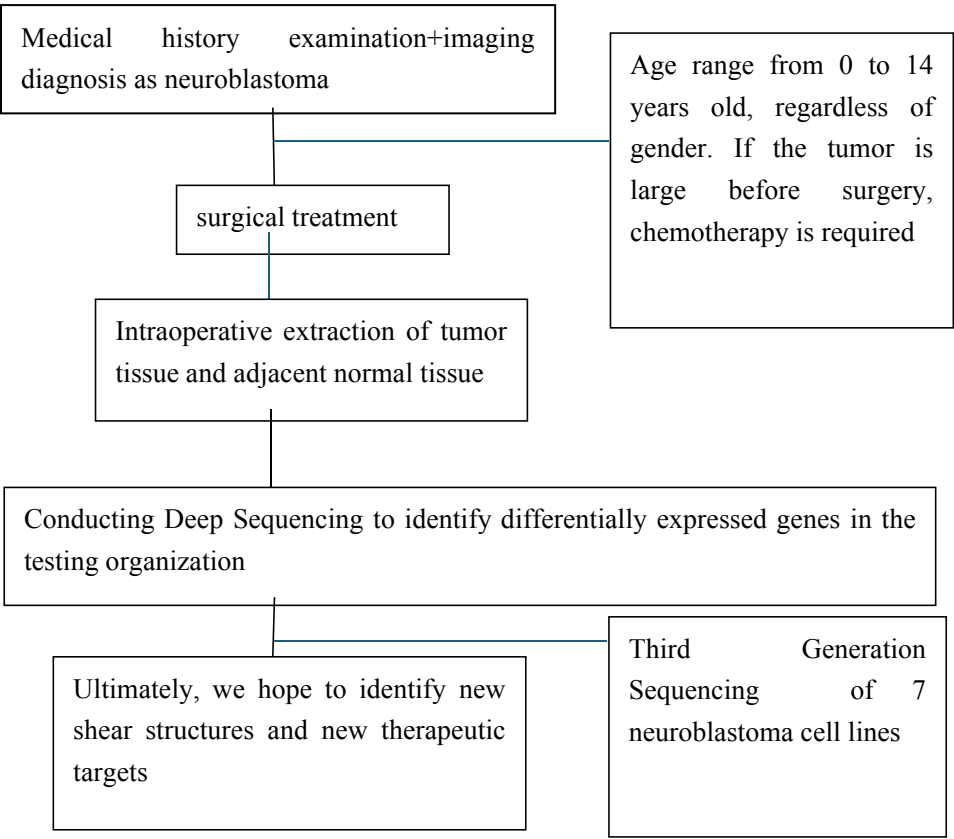 Medical history examination+imaging
diagnosis as neuroblastoma
Age range from 0 to 14
years old, regardless of
gender. If the tumor is
large before surgery,
chemotherapy is required
surgical treatment
Intraoperative extraction of tumor
tissue and adjacent normal tissue
Conducting Deep Sequencing to identify differentially expressed genes in the
testing organization
Third Generation
Sequencing of 7
neuroblastoma cell lines
Ultimately, we hope to identify new
shear structures and new therapeutic
targets